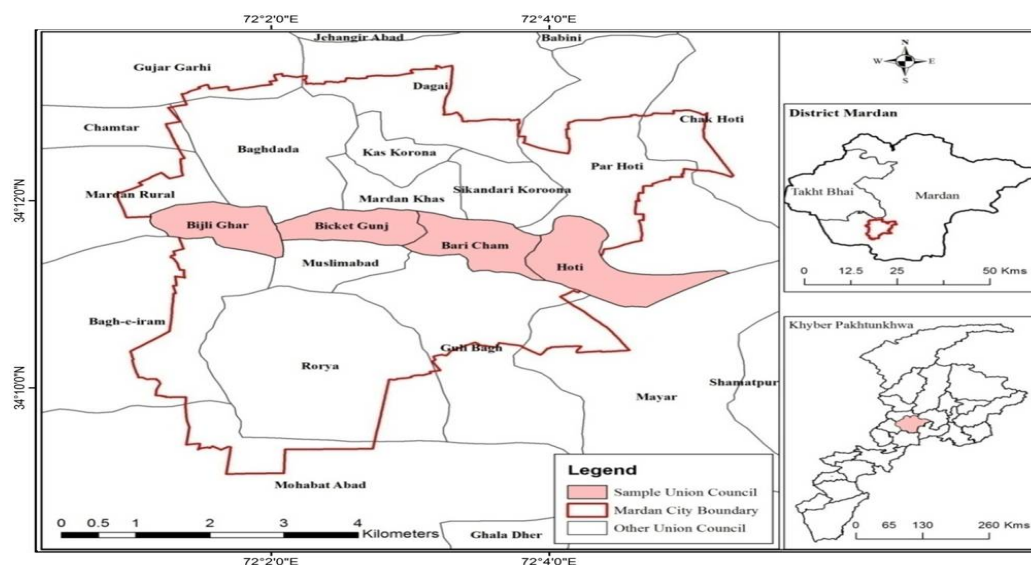 72°2'0"E
72°4'0"E
Jehangir Abad
Babini
Gujar Garhi
Dagai
Chamtar
Chak Hoti
Baghdada
Kas Korona
Par Hoti
Mardan Rural
Mardan Khas
Sikandari Koroona
34°12'0"N
Bijli Ghar
Bicket Gunj
Bari Cham
Hoti
Muslimabad
Bagh-e-iram
Guli Bagh
Rorya
34°10'0"N
Mayar
Shamatpur
Mohabat Abad
Ghala Dher
0 0.5 1 2 3 4
Kilometers
72°2'0"E
72°4'0"E
Legend
Sample Union Council
Mardan City Boundary
Other Union Council
N
W E
S
District Mardan
Takht Bhai
Mardan
0 12.5 25 50 Kms
Khyber Pakhtunkhwa
0 65 130 260 Kms